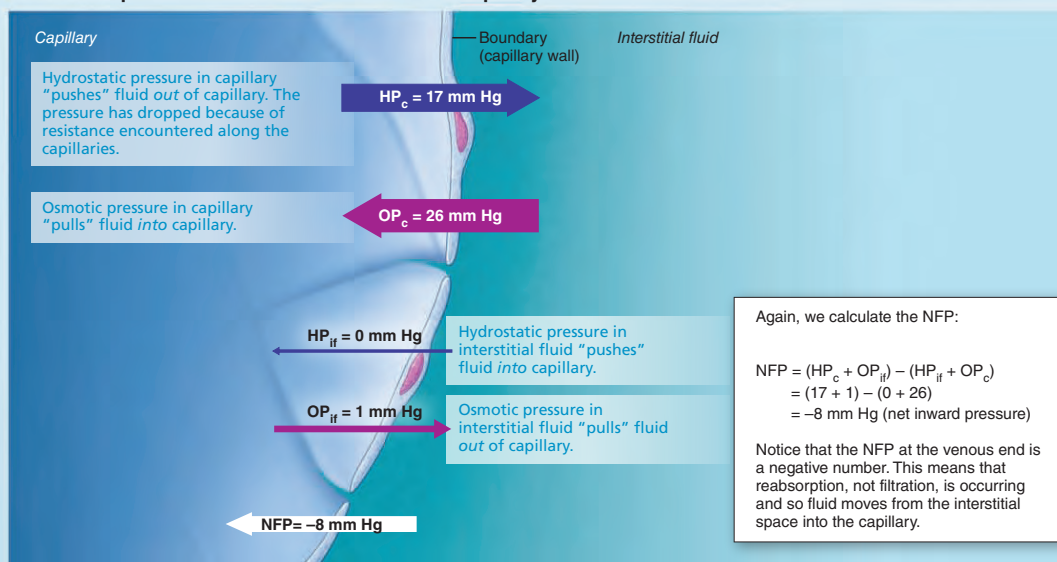 Capillary
Boundary
(capillary wall)
Interstitial fluid
Hydrostatic pressure in capillary
"pushes" fluid out of capillary. The
pressure has dropped because of
resistance encountered along the
capillaries.
HPc = 17 mm Hg
Osmotic pressure in capillary
"pulls" fluid into capillary.
OPc = 26 mm Hg
HPif = 0 mm Hg
Hydrostatic pressure in
interstitial fluid "pushes"
fluid into capillary.
OPif = 1 mm Hg
Osmotic pressure in
interstitial fluid "pulls" fluid
out of capillary.
NFP= –8 mm Hg
Again, we calculate the NFP:
NFP = (HPc + OPif) – (HPif + OPc)
= (17 + 1) – (0 + 26)
= –8 mm Hg (net inward pressure)
Notice that the NFP at the venous end is
a negative number. This means that
reabsorption, not filtration, is occurring
and so fluid moves from the interstitial
space into the capillary.